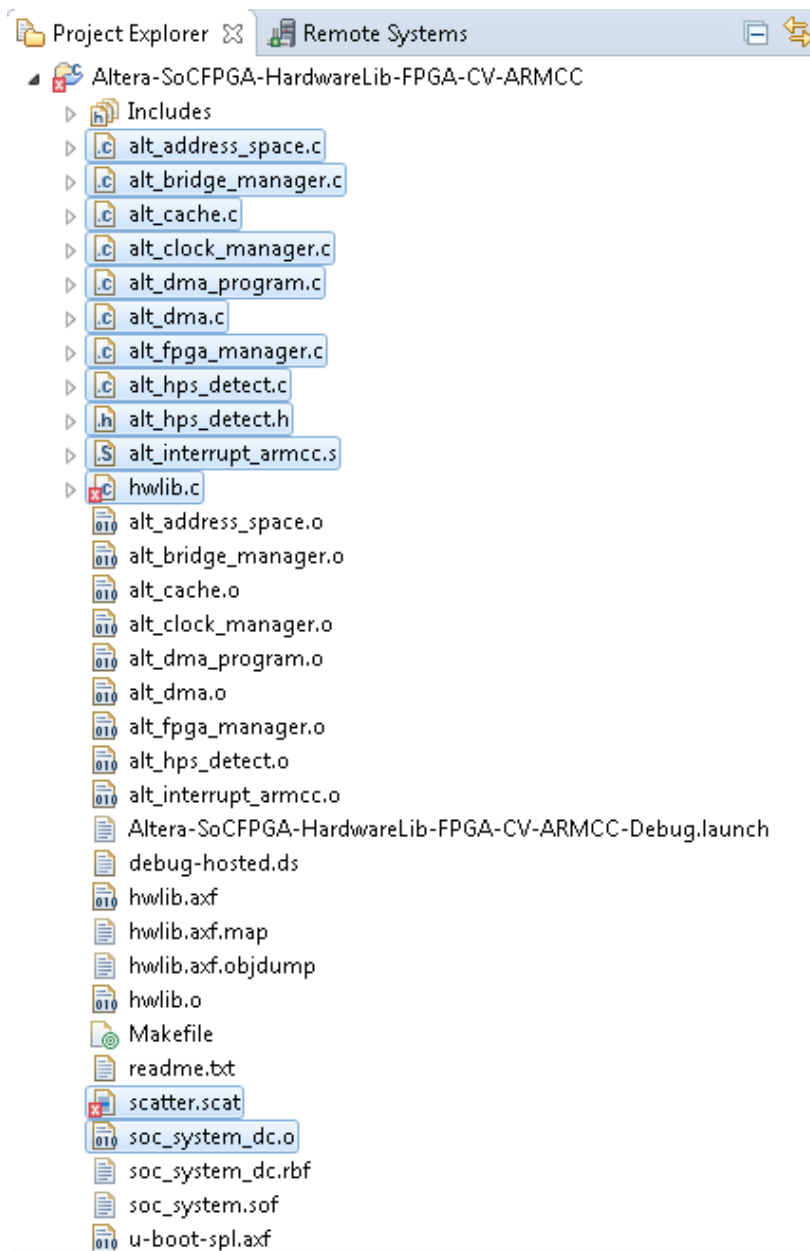 Project Explorer Remote Systems
Altera-SoCFPGA-HardwareLib-FPGA-CV-ARMCC
Includes
alt_address_space.c
alt_bridge_manager.c
alt_cache.c
alt_clock_manager.c
alt_dma_program.c
alt_dma.c
alt_fpga_manager.c
alt_hps_detect.c
alt_hps_detect.h
alt_interrupt_armcc.s
hwlib.c
alt_address_space.o
alt_bridge_manager.o
alt_cache.o
alt_clock_manager.o
alt_dma_program.o
alt_dma.o
alt_fpga_manager.o
alt_hps_detect.o
alt_interrupt_armcc.o
Altera-SoCFPGA-HardwareLib-FPGA-CV-ARMCC-Debug.launch
debug-hosted.ds
hwlib.axf
hwlib.axf.map
hwlib.axf.objdump
hwlib.o
Makefile
readme.txt
scatter.scat
soc_system_dc.o
soc_system_dc.rbf
soc_system.sof
u-boot-spl.axf